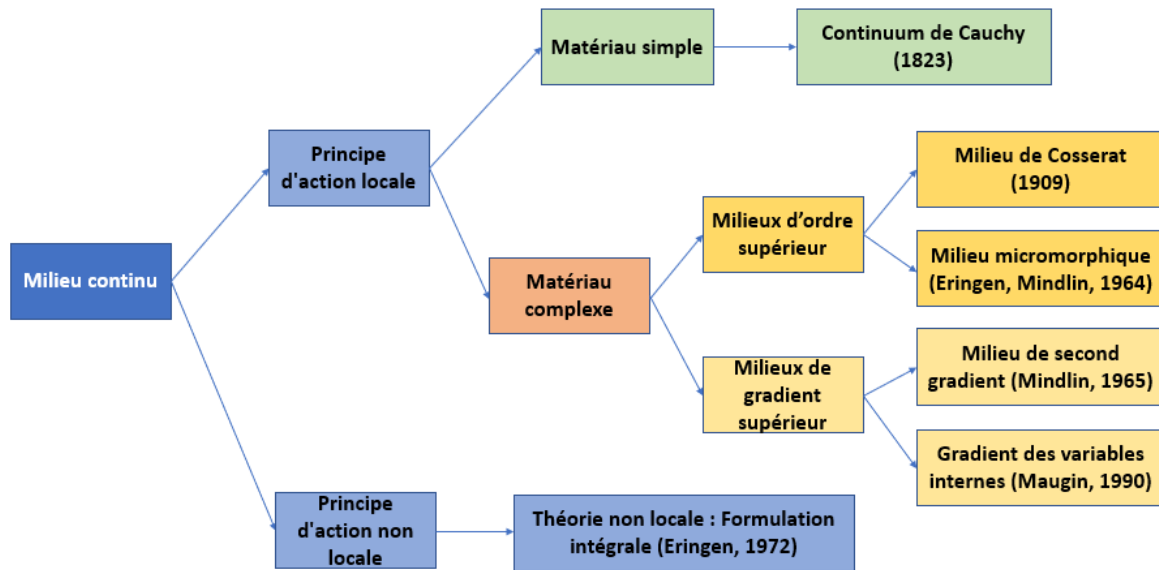 Matériau simple
Continuum de Cauchy
(1823)
Principe
d'action locale
Milieu de Cosserat
(1909)
Milieux d’ordre
supérieur
Milieu continu
Matériau
complexe
Milieu micromorphique
(Eringen, Mindlin, 1964)
Milieux de
gradient
supérieur
Milieu de second
gradient (Mindlin, 1965)
Gradient des variables
internes (Maugin, 1990)
Principe
d'action non
locale
Théorie non locale : Formulation
intégrale (Eringen, 1972)